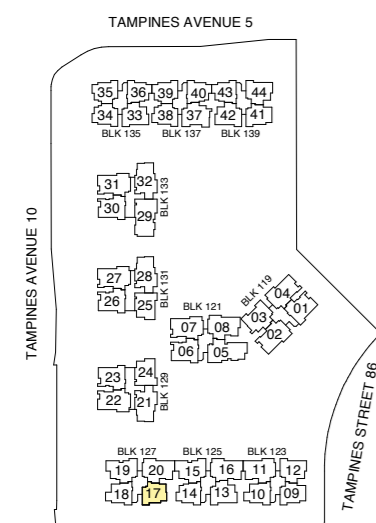 TAMPINES AVENUE 5
35 36 39 40 43 44
34 33 38 37 42 41
BLK 135 BLK 137 BLK 139
31 32
30 29
BLK 133
TAMPINES AVENUE 10
27 28
26 25
BLK 131
BLK 119
04
03 01
02
BLK 121
07 08
06 05
23 24
22 21
BLK 129
TAMPINES STREET 86
BLK 127 BLK 125 BLK 123
19 20 15 16 11 12
18 17 14 13 10 09